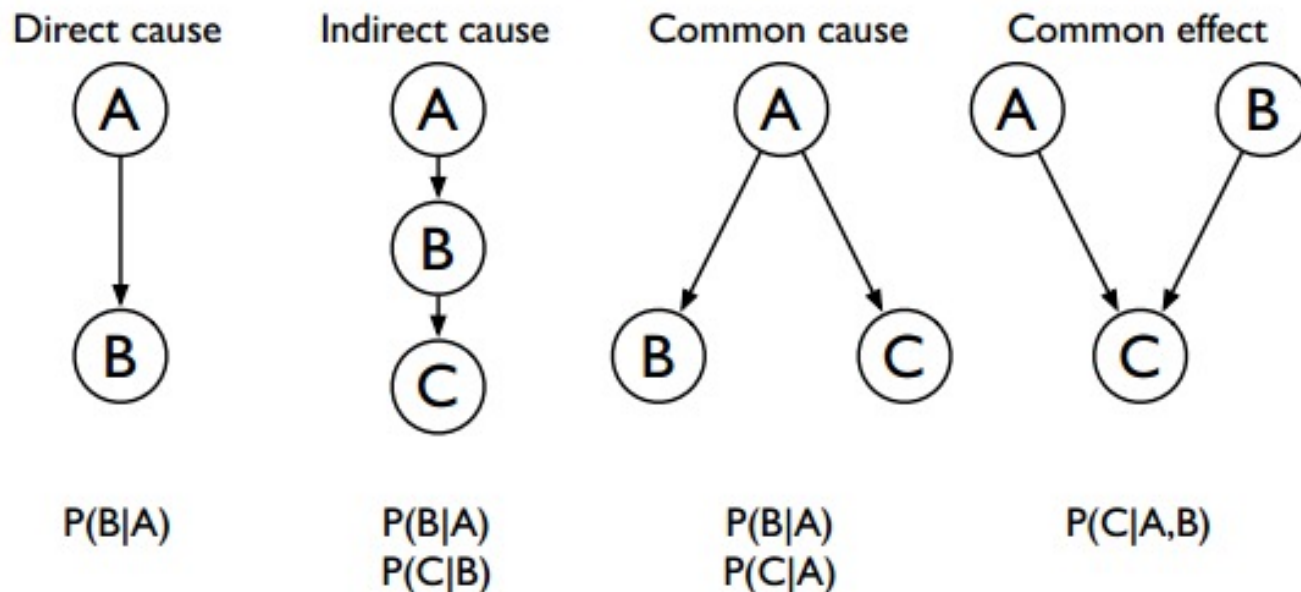 Direct cause
Indirect cause
Common cause
Common effect
A
A
A
A
B
B
B
B
C
C
C
P(B|A)
P(B|A)
P(B|A)
P(C|A,B)
P(C|B)
P(C|A)